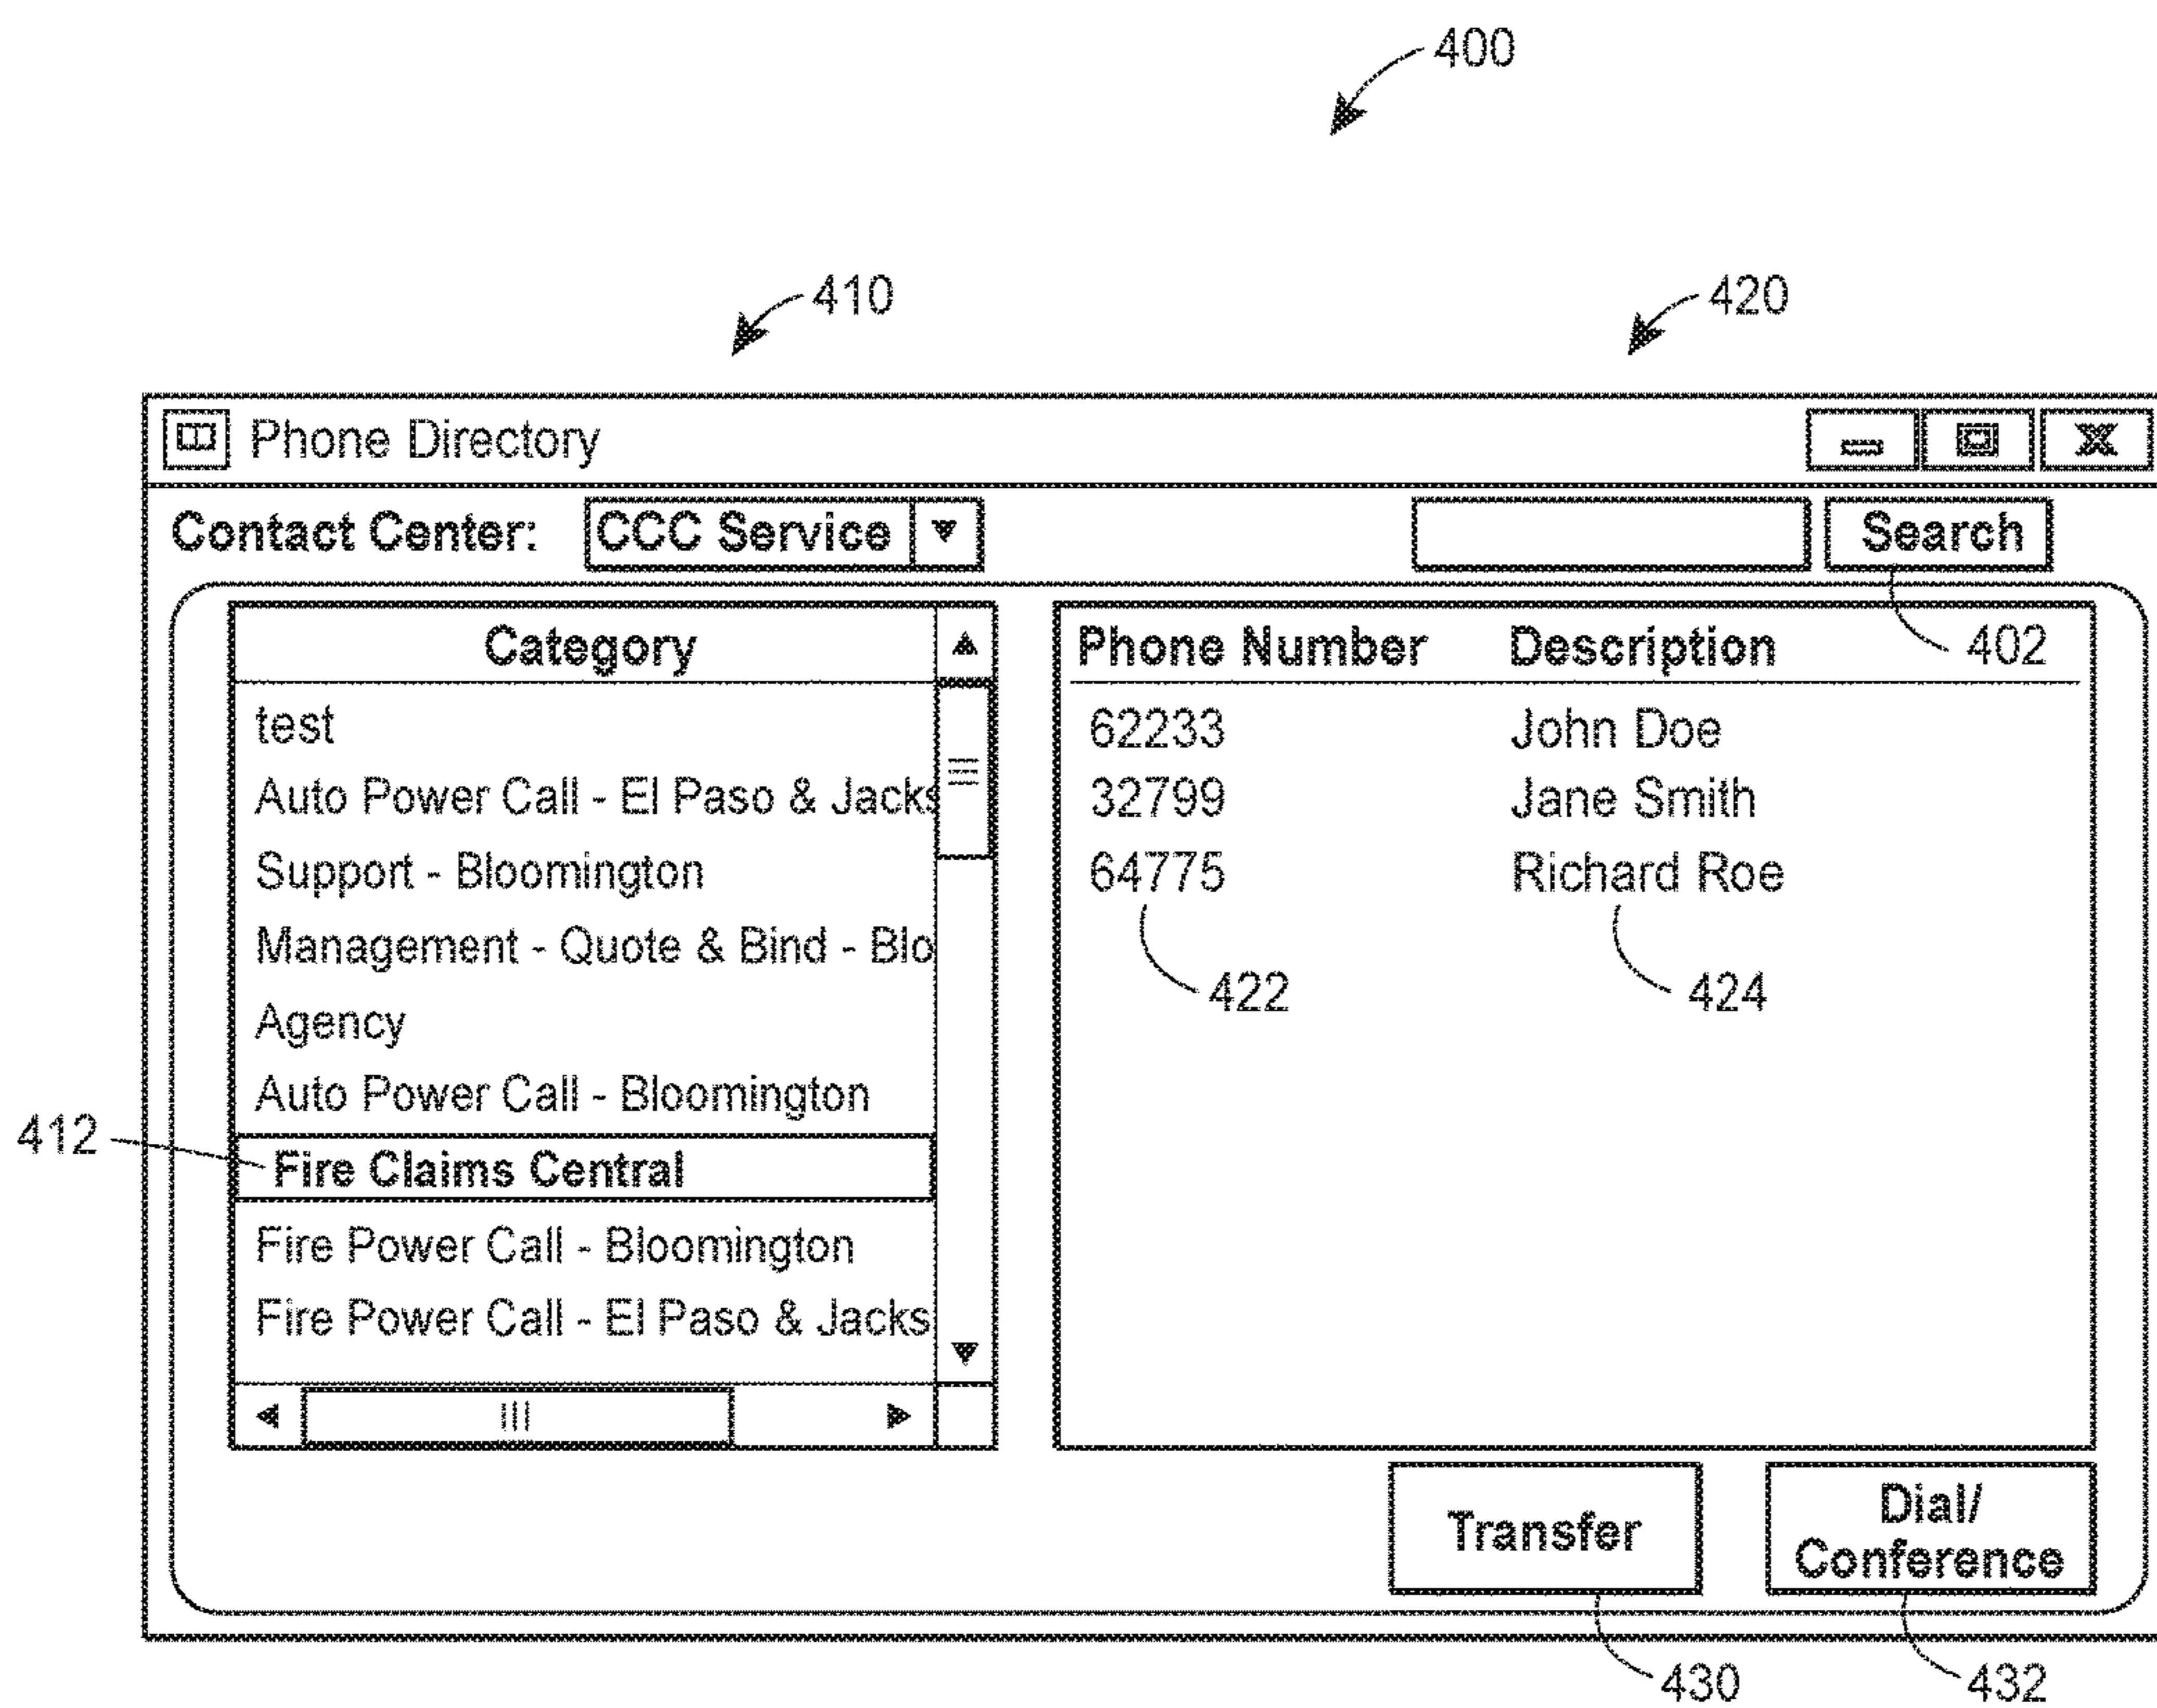 400
410
420
Phone Directory
Contact Center: CCC Service Search
402
Category
test
Auto Power Call - El Paso & Jacks
Support - Bloomington
Management - Quote & Bind - Blo
Agency
Auto Power Call - Bloomington
412
Fire Claims Central
Fire Power Call - Bloomington
Fire Power Call - El Paso & Jacks
Phone Number Description
62233 John Doe
32799 Jane Smith
64775 Richard Roe
422
424
Transfer
Dial/
Conference
430
432